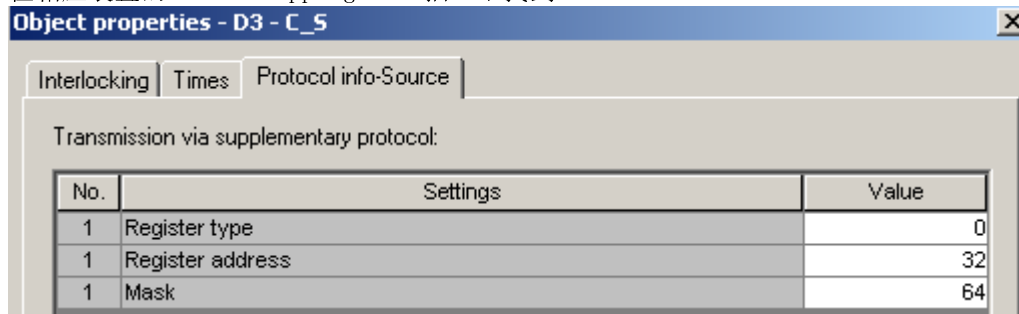 Object properties - D3 - C_S
Interlocking Times Protocol info-Source
Transmission via supplementary protocol:
No. Settings Value
1 Register type 0
1 Register address 32
1 Mask 64